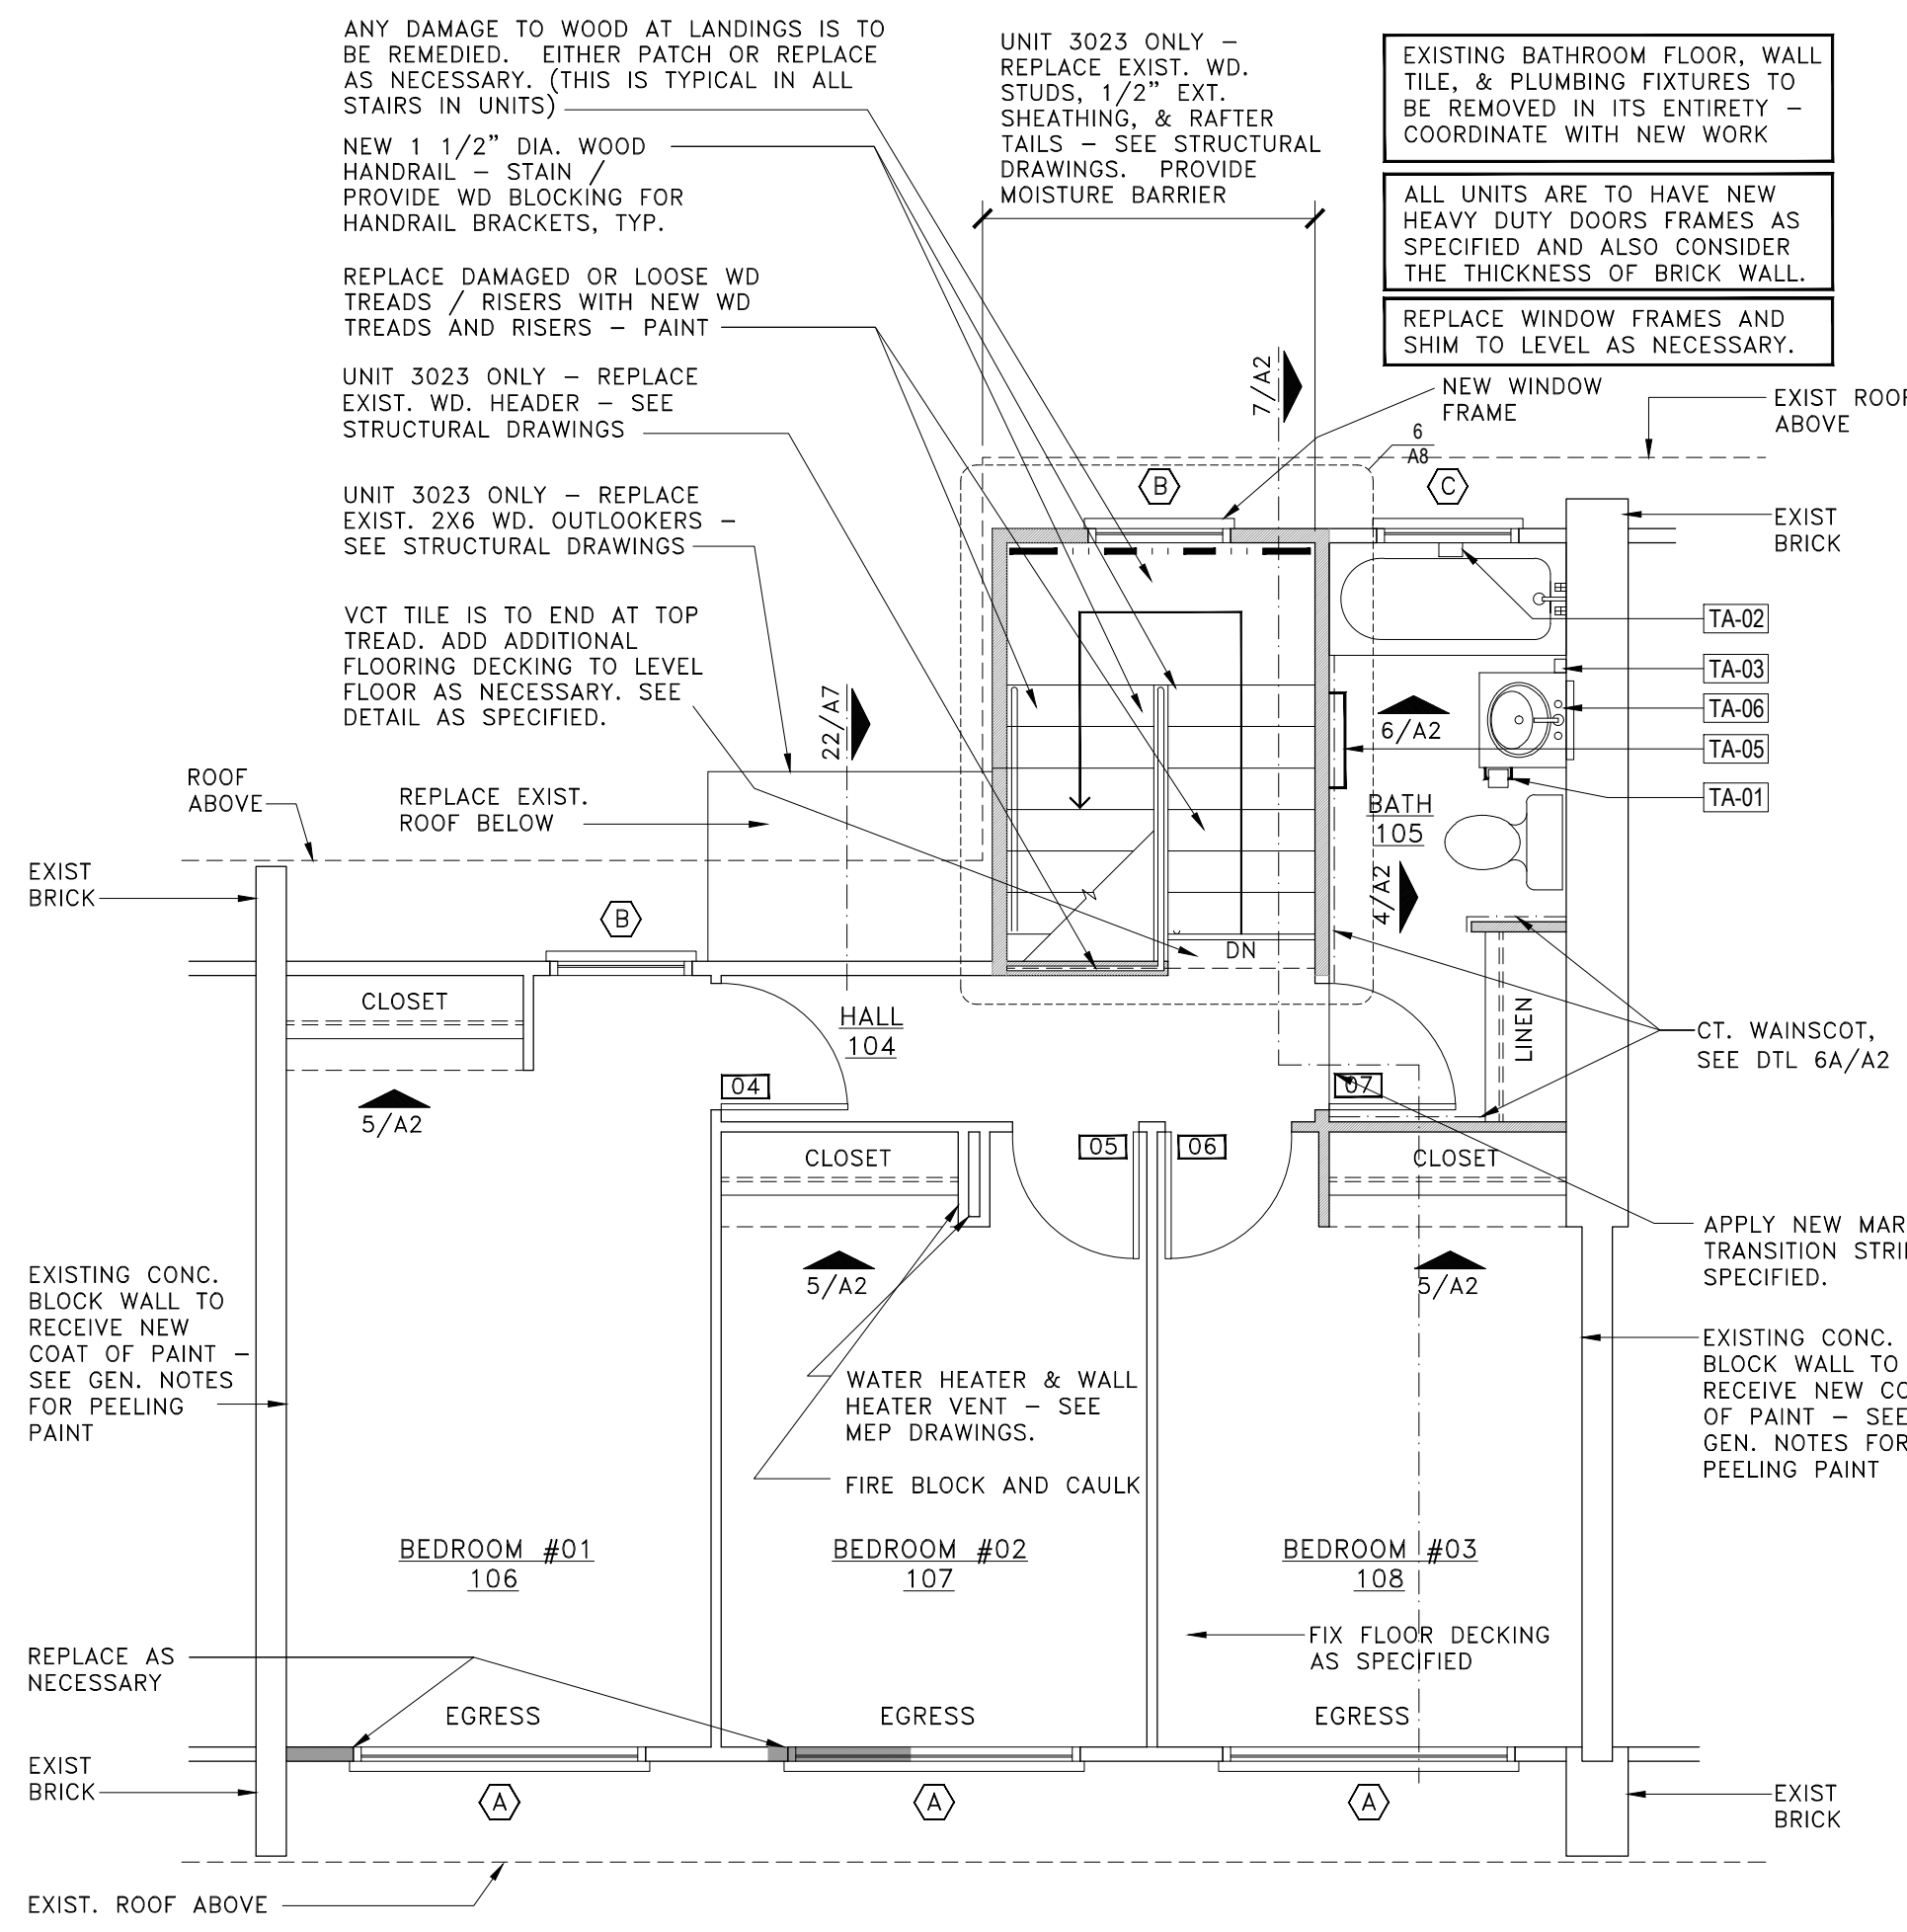 ANY DAMAGE TO WOOD AT LANDINGS IS TO
BE REMEDIED. EITHER PATCH OR REPLACE
AS NECESSARY. (THIS IS TYPICAL IN ALL
STAIRS IN UNITS)
NEW 1 1/2” DIA. WOOD
HANDRAIL – STAIN /
PROVIDE WD BLOCKING FOR
HANDRAIL BRACKETS, TYP.
REPLACE DAMAGED OR LOOSE WD
TREADS / RISERS WITH NEW WD
TREADS AND RISERS – PAINT
UNIT 3023 ONLY – REPLACE
EXIST. WD. HEADER – SEE
STRUCTURAL DRAWINGS
UNIT 3023 ONLY – REPLACE
EXIST. 2X6 WD. OUTLOOKERS –
SEE STRUCTURAL DRAWINGS
VCT TILE IS TO END AT TOP
TREAD. ADD ADDITIONAL
FLOORING DECKING TO LEVEL
FLOOR AS NECESSARY. SEE
DETAIL AS SPECIFIED.
UNIT 3023 ONLY –
REPLACE EXIST. WD.
STUDS, 1/2” EXT.
SHEATHING, & RAFTER
TAILS – SEE STRUCTURAL
DRAWINGS. PROVIDE
MOISTURE BARRIER
EXISTING BATHROOM FLOOR, WALL
TILE, & PLUMBING FIXTURES TO
BE REMOVED IN ITS ENTIRETY –
COORDINATE WITH NEW WORK
ALL UNITS ARE TO HAVE NEW
HEAVY DUTY DOORS FRAMES AS
SPECIFIED AND ALSO CONSIDER
THE THICKNESS OF BRICK WALL.
REPLACE WINDOW FRAMES AND
SHIM TO LEVEL AS NECESSARY.
NEW WINDOW
FRAME
EXIST ROOF
ABOVE
7/A2
6
A8
B
C
EXIST
BRICK
TA-02
TA-03
TA-06
TA-05
TA-01
22/A7
6/A2
BATH
105
4/A2
ROOF
ABOVE
REPLACE EXIST.
ROOF BELOW
EXIST
BRICK
B
DN
CLOSET
HALL
104
LINEN
CT. WAINSCOT,
SEE DTL 6A/A2
04
07
5/A2
05
06
CLOSET
CLOSET
APPLY NEW MAR
TRANSITION STRI
SPECIFIED.
5/A2
5/A2
EXISTING CONC.
BLOCK WALL TO
RECEIVE NEW
COAT OF PAINT –
SEE GEN. NOTES
FOR PEELING
PAINT
EXISTING CONC.
BLOCK WALL TO
RECEIVE NEW CO
OF PAINT – SEE
GEN. NOTES FOR
PEELING PAINT
WATER HEATER & WALL
HEATER VENT – SEE
MEP DRAWINGS.
FIRE BLOCK AND CAULK
BEDROOM #01
106
BEDROOM #02
107
BEDROOM #03
108
FIX FLOOR DECKING
AS SPECIFIED
REPLACE AS
NECESSARY
EGRESS
EGRESS
EGRESS
EXIST
BRICK
A
A
A
EXIST
BRICK
EXIST. ROOF ABOVE